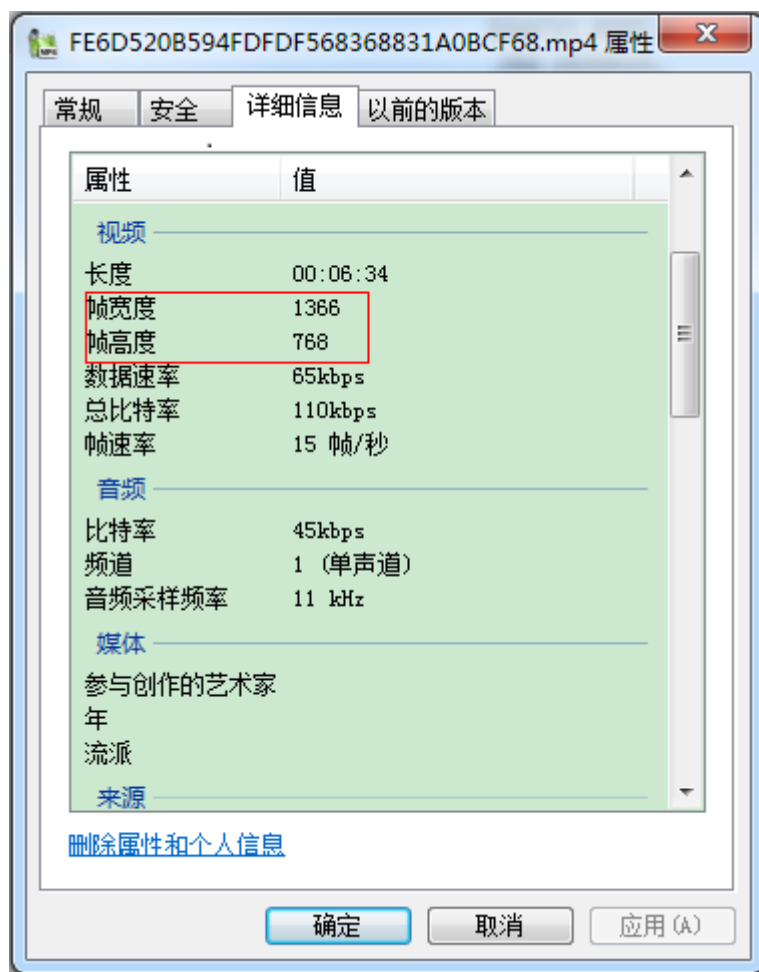 FE6D520B594FDFDF568368831A0BCF68.mp4 属性
常规 安全 详细信息 以前的版本
属性 值
视频
长度 00:06:34
帧宽度 1366
帧高度 768
数据速率 65kbps
总比特率 110kbps
帧速率 15 帧/秒
音频
比特率 45kbps
频道 1 (单声道)
音频采样频率 11 kHz
媒体
参与创作的艺术家
年
流派
来源
删除属性和个人信息
确定 取消 应用(A)